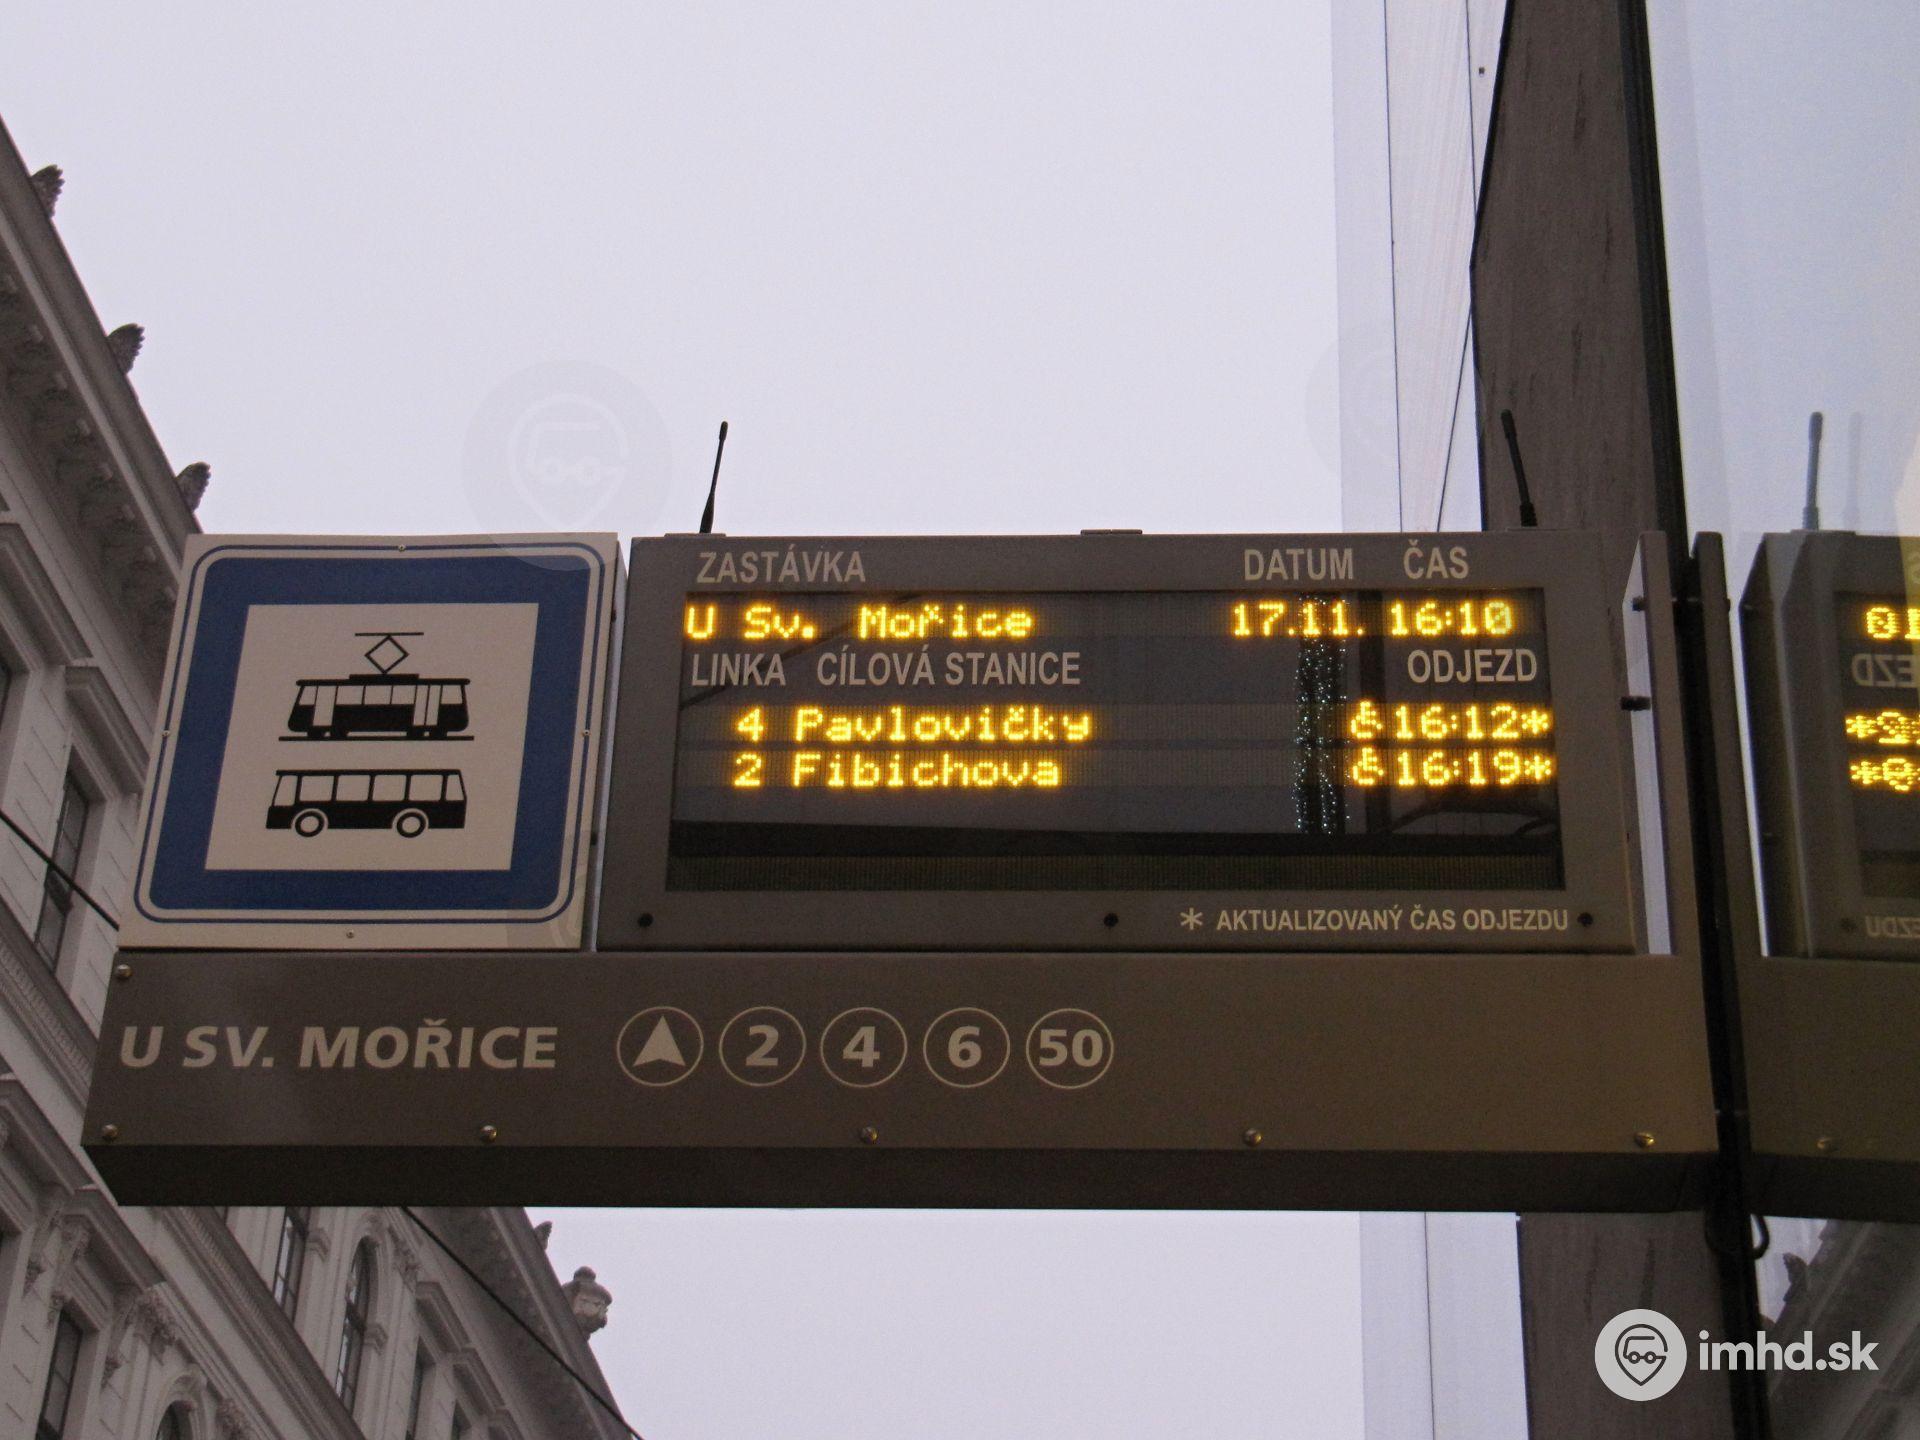 ZASTÁVKA DATUM ČAS
U Sv. Mořice 17.11. 16:10
LINKA CÍLOVÁ STANICE ODJEZD
4 Pavlovičky 16:12*
2 Fibichova 16:19*
* AKTUALIZOVANÝ ČAS ODJEZDU
U SV. MOŘICE 2 4 6 50
imhd.sk